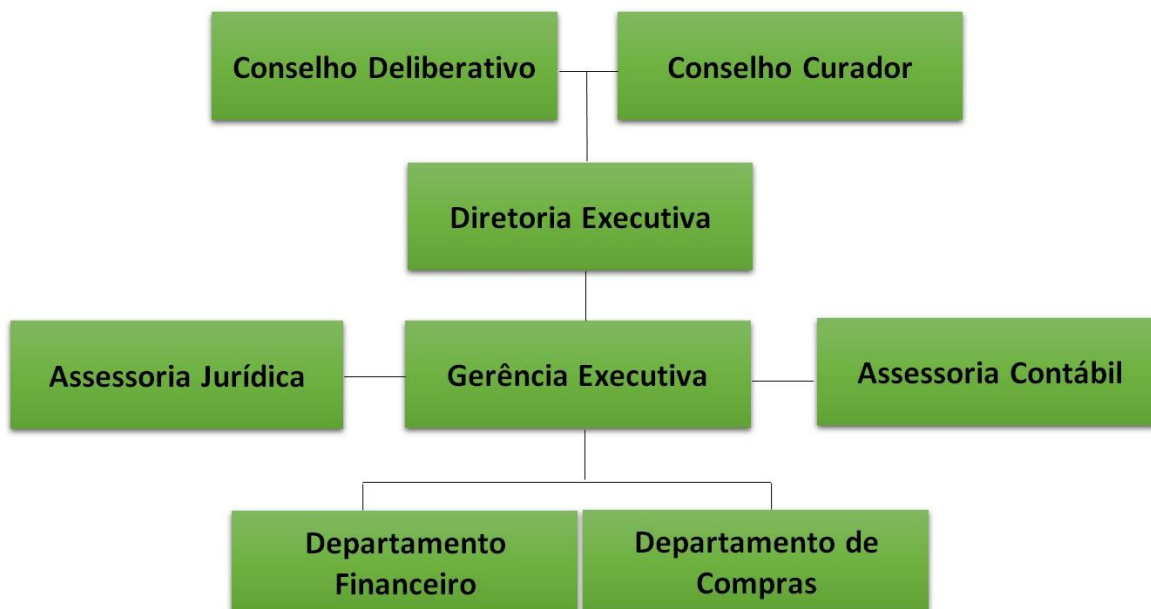 Conselho Deliberativo
Conselho Curador
Diretoria Executiva
Assessoria Jurídica
Gerência Executiva
Assessoria Contábil
Departamento
Financeiro
Departamento de
Compras